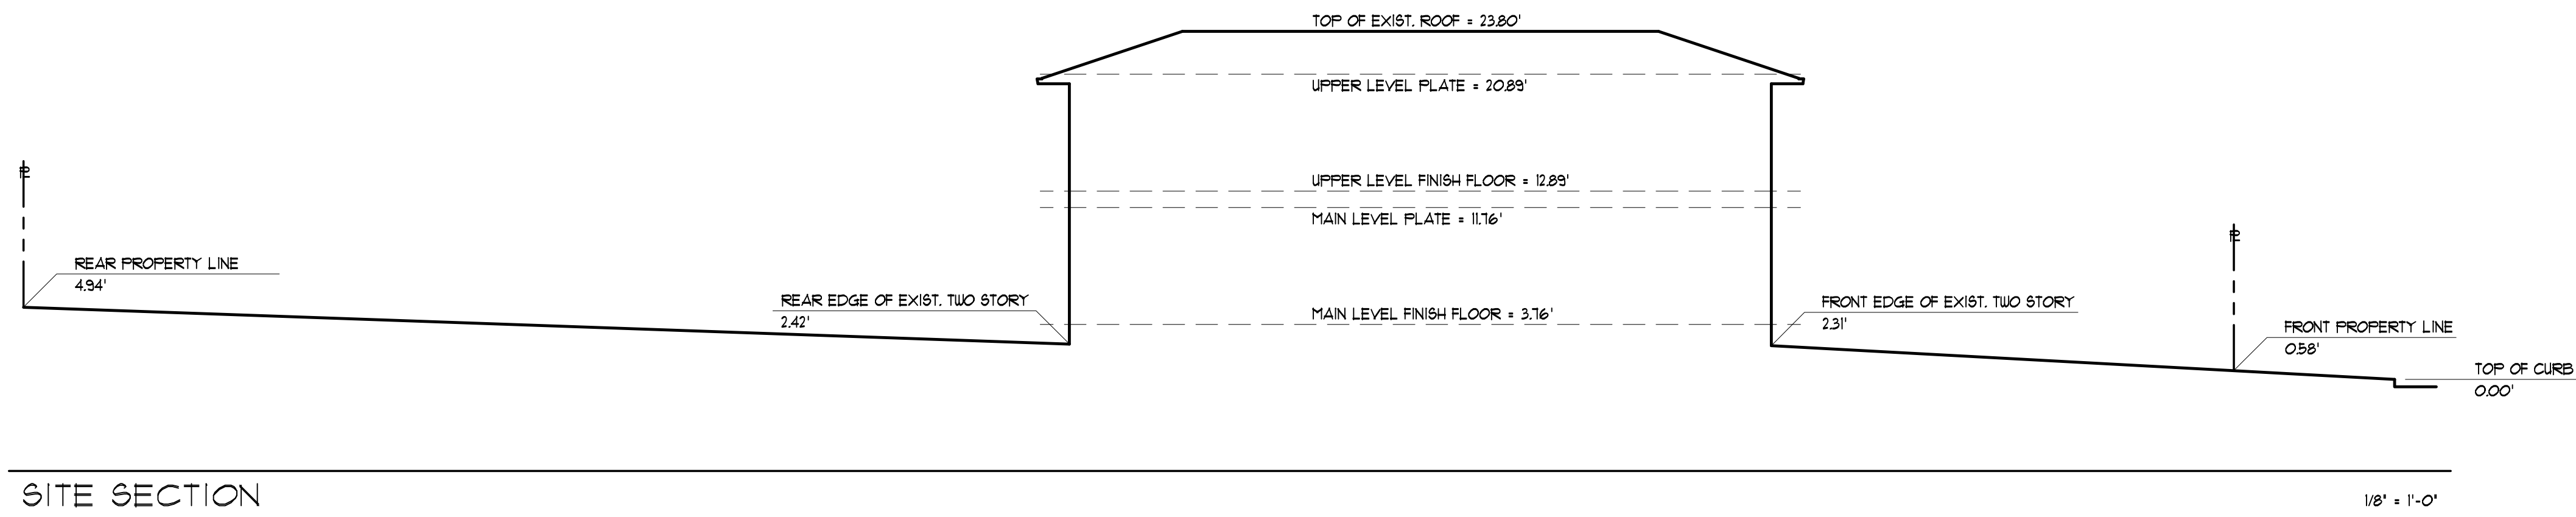 TOP OF EXIST. ROOF = 23.80'
UPPER LEVEL PLATE = 20.89'
PL
UPPER LEVEL FINISH FLOOR = 12.89'
MAIN LEVEL PLATE = 11.76'
PL
REAR PROPERTY LINE
4.94'
REAR EDGE OF EXIST. TWO STORY
2.42'
MAIN LEVEL FINISH FLOOR = 3.76'
FRONT EDGE OF EXIST. TWO STORY
2.31'
FRONT PROPERTY LINE
0.58'
TOP OF CURB
0.00'
SITE SECTION
1/8" = 1'-0"